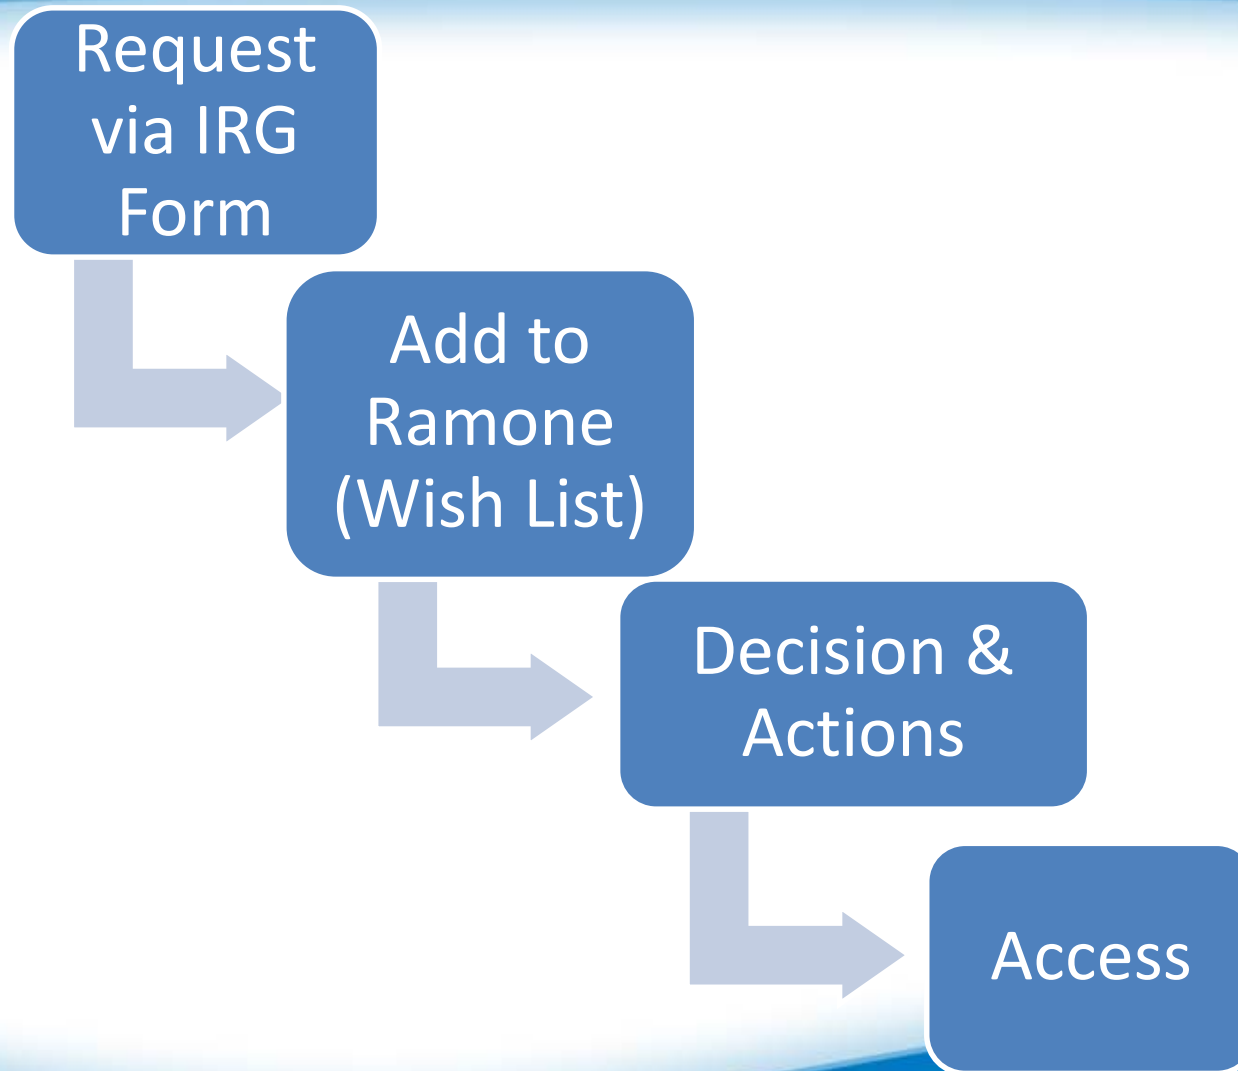 Request
via IRG
Form
Add to
Ramone
(Wish List)
Decision &
Actions
Access